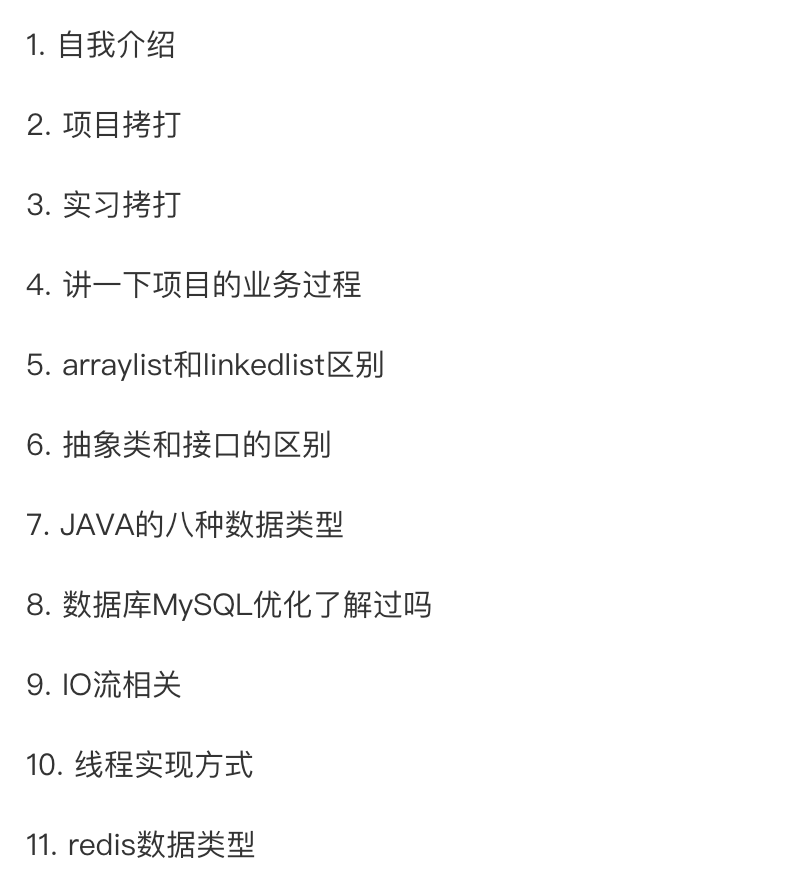 1. 自我介绍
2. 项目拷打
3. 实习拷打
4. 讲一下项目的业务过程
5. arraylist和linkedlist区别
6. 抽象类和接口的区别
7. JAVA的八种数据类型
8. 数据库MySQL优化了解过吗
9. IO流相关
10. 线程实现方式
11. redis数据类型